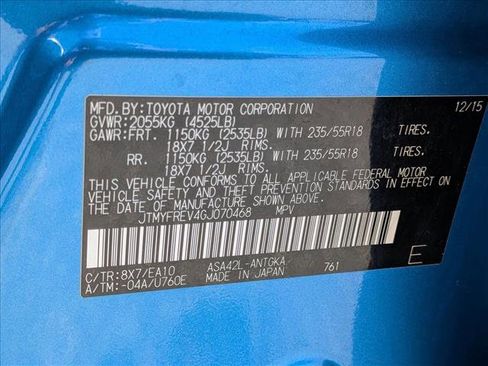 MFD.BY:TOYOTA MOTOR CORPORATION 12/15
GVWR:2055KG (4525LB)
GAWR:FRT. 1150KG (2535LB) WITH 235/55R18 TIRES.
18X7 1/2J RIMS.
RR. 1150KG (2535LB) WITH 235/55R18 TIRES.
18X7 1/2J RIMS.
THIS VEHICLE CONFORMS TO ALL APPLICABLE FEDERAL MOTOR
VEHICLE SAFETY AND THEFT PREVENTION STANDARDS IN EFFECT ON
THE DATE OF MANUFACTURE SHOWN ABOVE.
JTMYFREV4GJ070468 MPV
C/TR:8X7/EA10 ASA42L-ANTGKA 761 E
A/TM:-04A/U760E MADE IN JAPAN